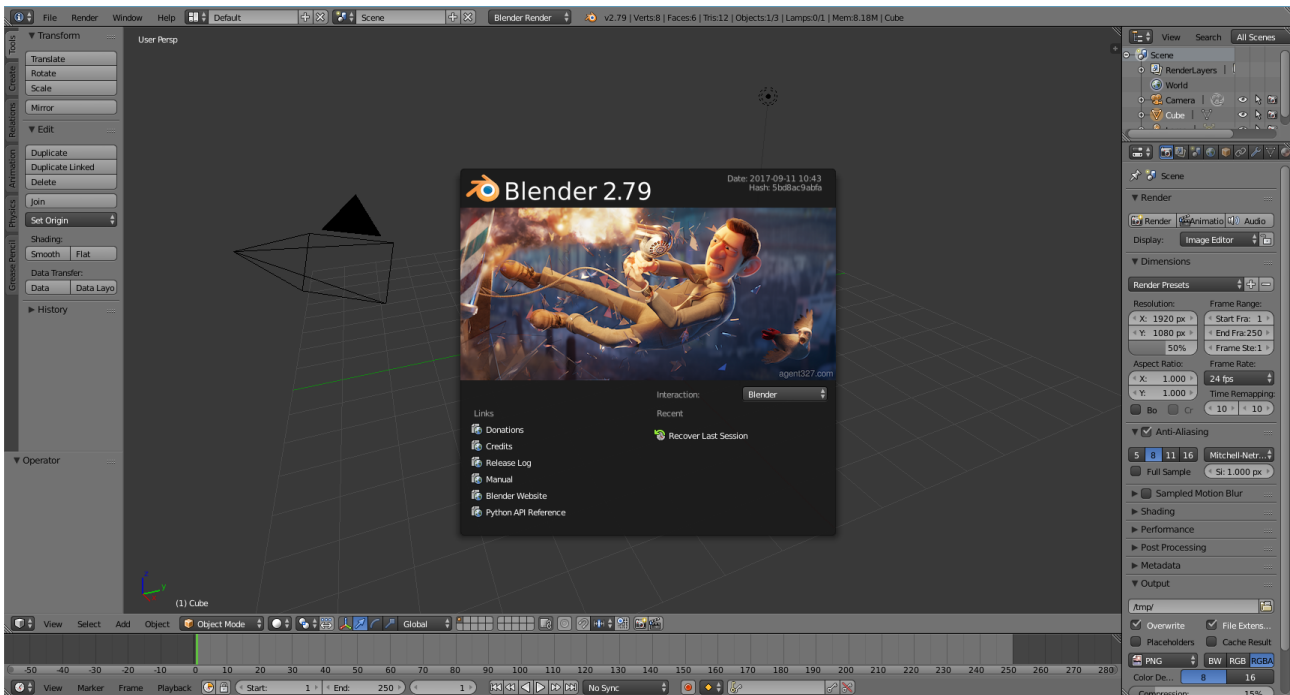 File Render Window Help Default Scene Blender Render v2.79 | Verts:8 | Faces:6 | Tris:12 | Objects:1/3 | Lamps:0/1 | Mem:8.18M | Cube
Tools
Create
Relations
Animation
Physics
Grease Pencil
Transform
Translate
Rotate
Scale
Mirror
Edit
Duplicate
Duplicate Linked
Delete
Join
Set Origin
Shading:
Smooth Flat
Data Transfer:
Data Data Layo
History
Operator
User Persp
Blender 2.79
Date: 2017-09-11 10:43
Hash: 5bd8ac9abfa
agent327.com
Interaction: Blender
Links
Donations
Credits
Release Log
Manual
Blender Website
Python API Reference
Recent
Recover Last Session
z
y
(1) Cube
View Select Add Object Object Mode Global
-50 -40 -30 -20 -10 0 10 20 30 40 50 60 70 80 90 100 110 120 130 140 150 160 170 180 190 200 210 220 230 240 250 260 270 280
View Marker Frame Playback Start: 1 End: 250 1 No Sync
View Search All Scenes
Scene
RenderLayers |
World
Camera |
Cube |
Scene
Render
Render Animatio Audio
Display: Image Editor
Dimensions
Render Presets
Resolution: Frame Range:
X: 1920 px Start Fra: 1
Y: 1080 px End Fra:250
50% Frame Ste:1
Aspect Ratio: Frame Rate:
X: 1.000 24 fps
Y: 1.000 Time Remapping:
Bo Cr 10 10
Anti-Aliasing
5 8 11 16 Mitchell-Netr...
Full Sample Si: 1.000 px
Sampled Motion Blur
Shading
Performance
Post Processing
Metadata
Output
/tmp/
Overwrite File Extens...
Placeholders Cache Result
PNG BW RGB RGBA
Color De... 8 16
Compression: 15%